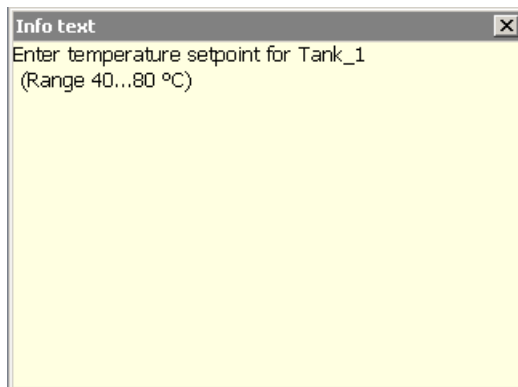 Info text
Enter temperature setpoint for Tank_1
(Range 40...80 °C)